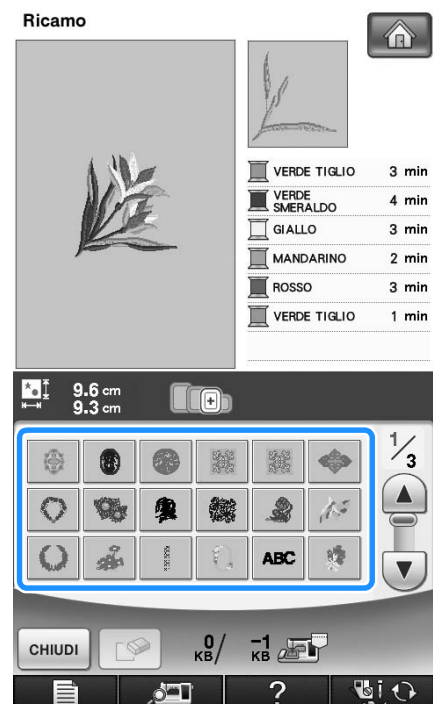 Ricamo
VERDE TIGLIO 3 min
VERDE
SMERALDO 4 min
GIALLO 3 min
MANDARINO 2 min
ROSSO 3 min
VERDE TIGLIO 1 min
9.6 cm
9.3 cm
1/3
ABC
CHIUDI
0 KB / -1 KB
?